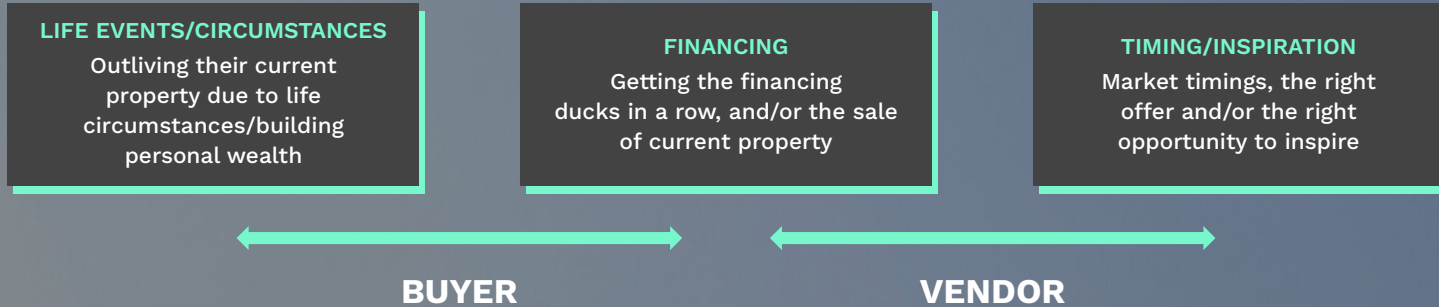 LIFE EVENTS/CIRCUMSTANCES
Outliving their current
property due to life
circumstances/building
personal wealth
FINANCING
Getting the financing
ducks in a row, and/or the sale
of current property
TIMING/INSPIRATION
Market timings, the right
offer and/or the right
opportunity to inspire
BUYER
VENDOR